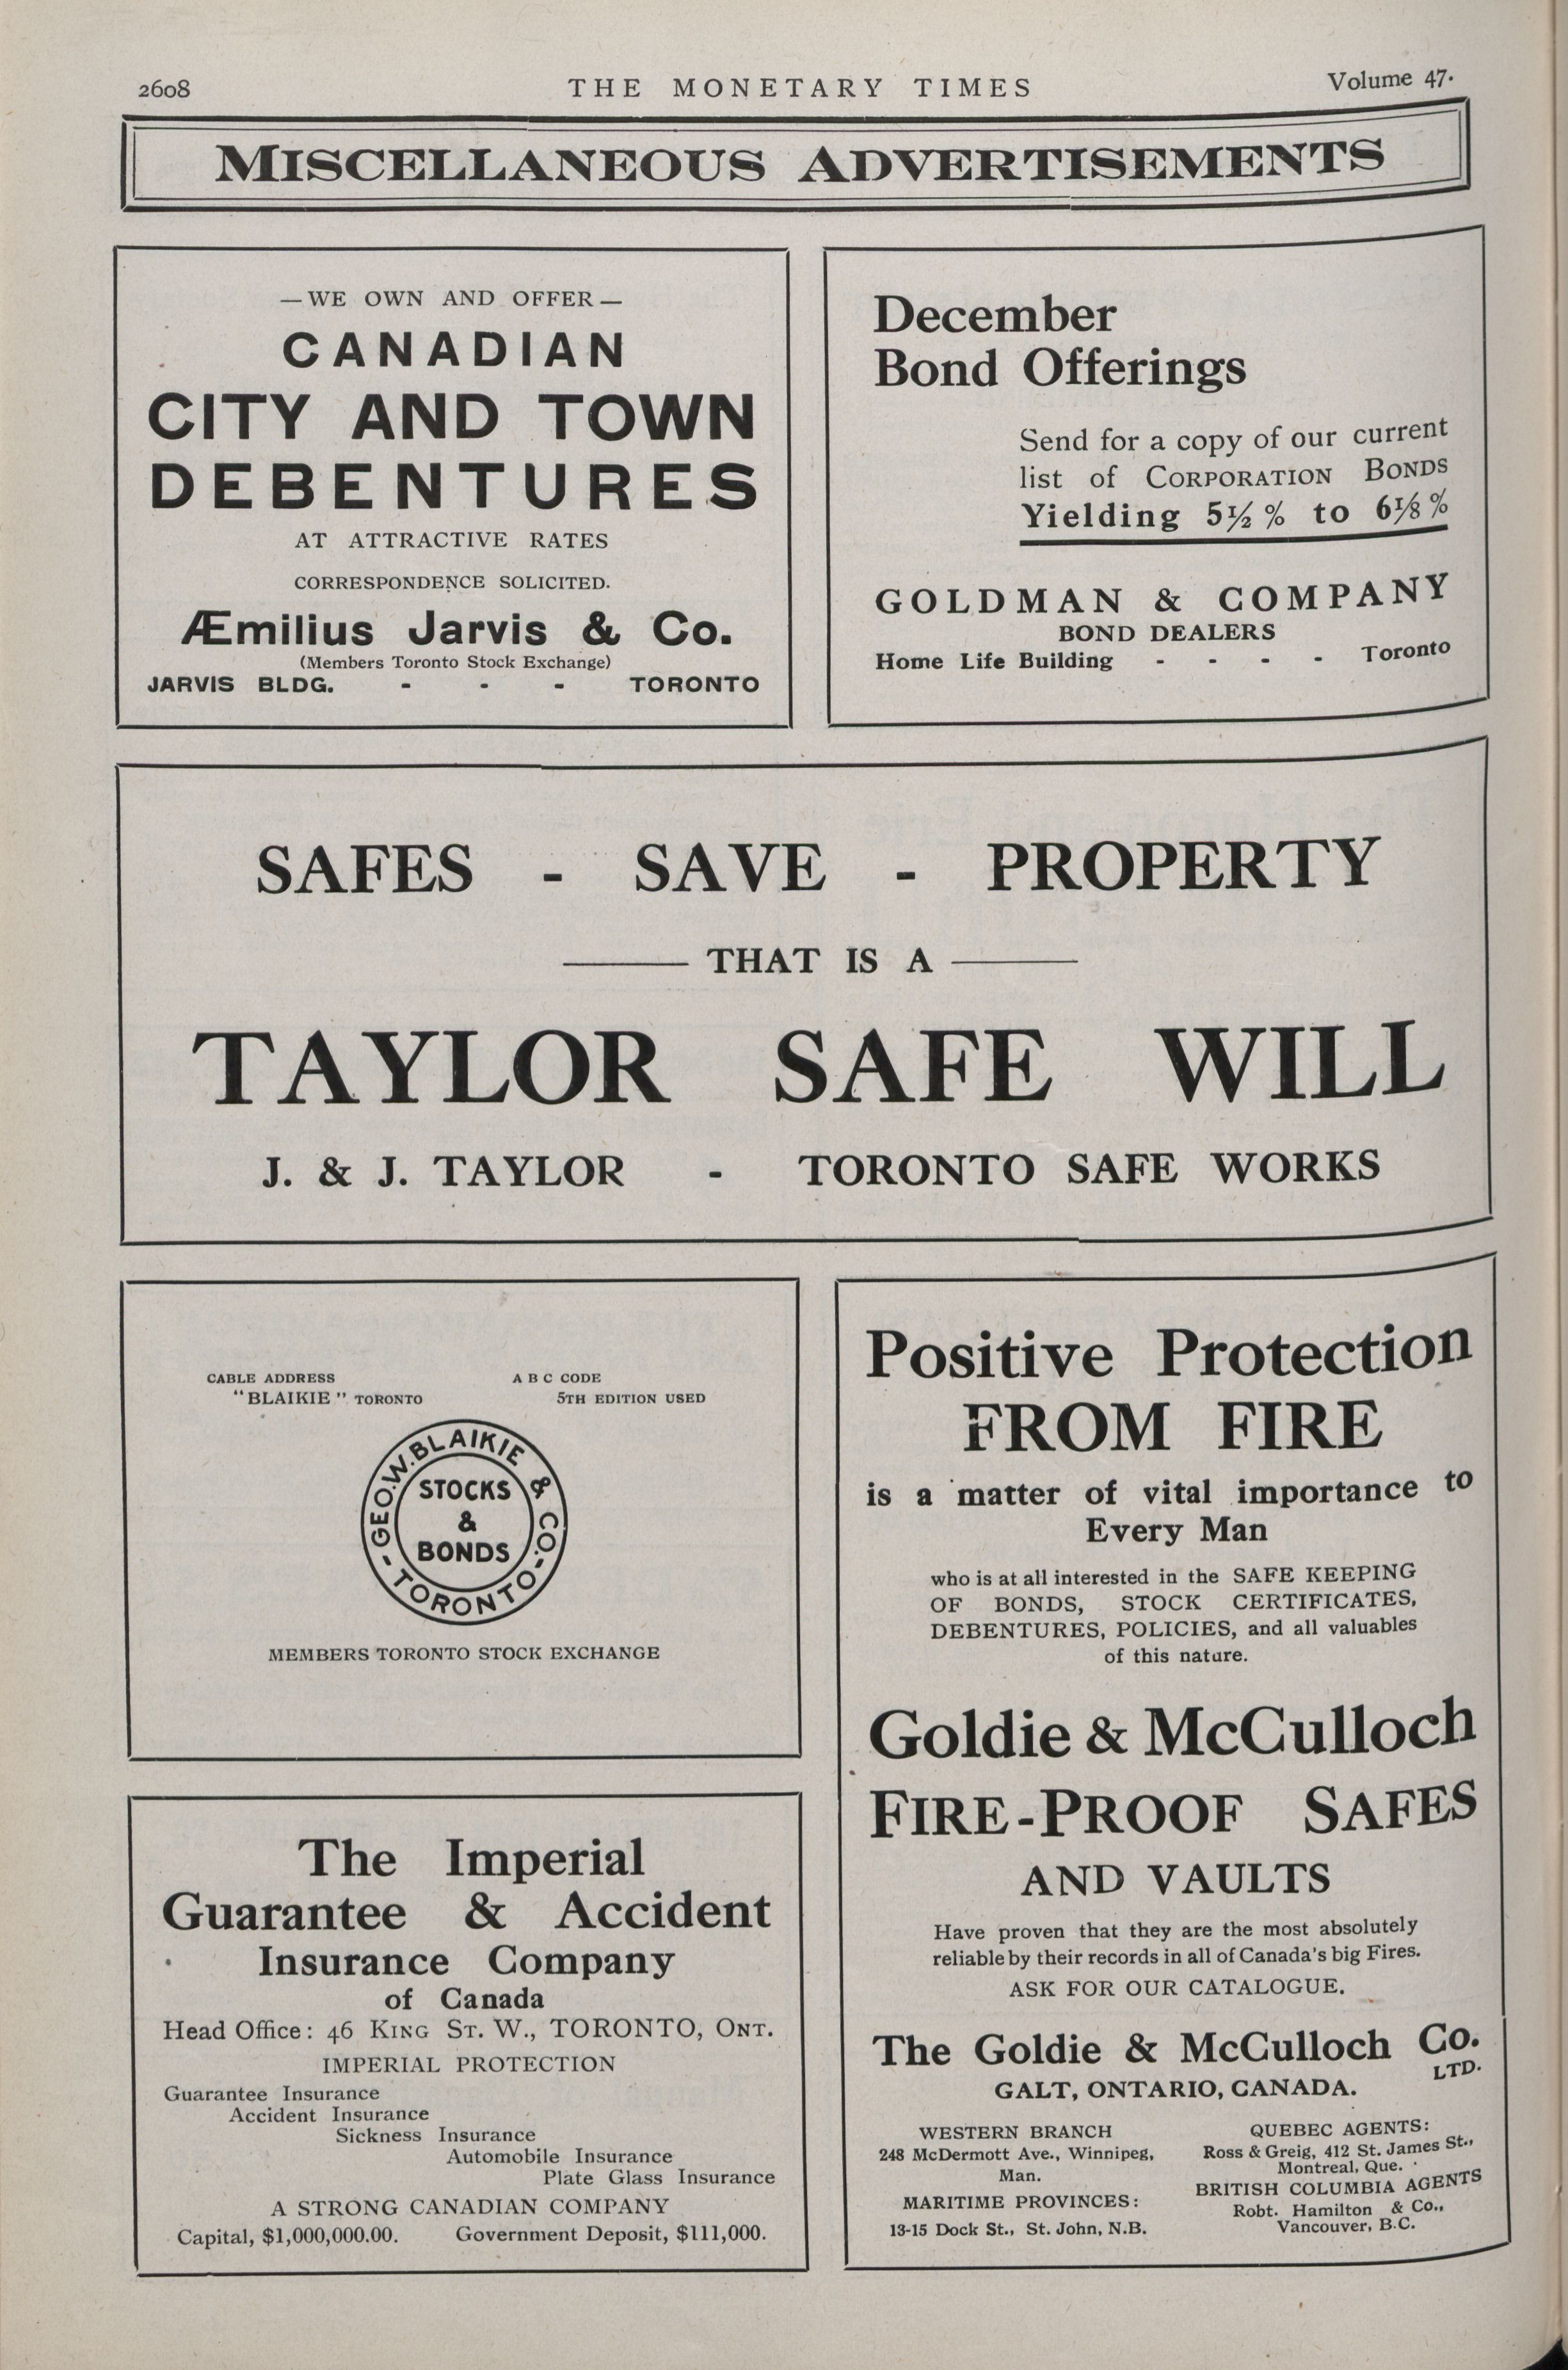 2608
THE MONETARY TIMES
Volume 47.
MISCELLANEOUS ADVERTISEMENTS
— WE OWN AND OFFER —
CANADIAN
CITY AND TOWN
DEBENTURES
AT ATTRACTIVE RATES
CORRESPONDENCE SOLICITED.
Æmilius Jarvis & Co.
(Members Toronto Stock Exchange)
JARVIS BLDG. - - - TORONTO
December
Bond Offerings
Send for a copy of our current
list of CORPORATION BONDS
Yielding 5½% to 6⅛%
GOLDMAN & COMPANY
BOND DEALERS
Home Life Building - - - - Toronto
SAFES - SAVE - PROPERTY
THAT IS A
TAYLOR SAFE WILL
J. & J. TAYLOR - TORONTO SAFE WORKS
CABLE ADDRESS
"BLAIKIE" TORONTO
A B C CODE
5TH EDITION USED
GEO.W.BLAIKIE & CO.
STOCKS
&
BONDS
- TORONTO -
MEMBERS TORONTO STOCK EXCHANGE
The Imperial
Guarantee & Accident
Insurance Company
of Canada
Head Office: 46 KING ST. W., TORONTO, ONT.
IMPERIAL PROTECTION
Guarantee Insurance
Accident Insurance
Sickness Insurance
Automobile Insurance
Plate Glass Insurance
A STRONG CANADIAN COMPANY
Capital, $1,000,000.00. Government Deposit, $111,000.
Positive Protection
FROM FIRE
is a matter of vital importance to
Every Man
who is at all interested in the SAFE KEEPING
OF BONDS, STOCK CERTIFICATES,
DEBENTURES, POLICIES, and all valuables
of this nature.
Goldie & McCulloch
FIRE-PROOF SAFES
AND VAULTS
Have proven that they are the most absolutely
reliable by their records in all of Canada's big Fires.
ASK FOR OUR CATALOGUE.
The Goldie & McCulloch Co.
LTD.
GALT, ONTARIO, CANADA.
WESTERN BRANCH
248 McDermott Ave., Winnipeg,
Man.
MARITIME PROVINCES:
13-15 Dock St., St. John, N.B.
QUEBEC AGENTS:
Ross & Greig, 412 St. James St.,
Montreal, Que.
BRITISH COLUMBIA AGENTS
Robt. Hamilton & Co.,
Vancouver, B.C.